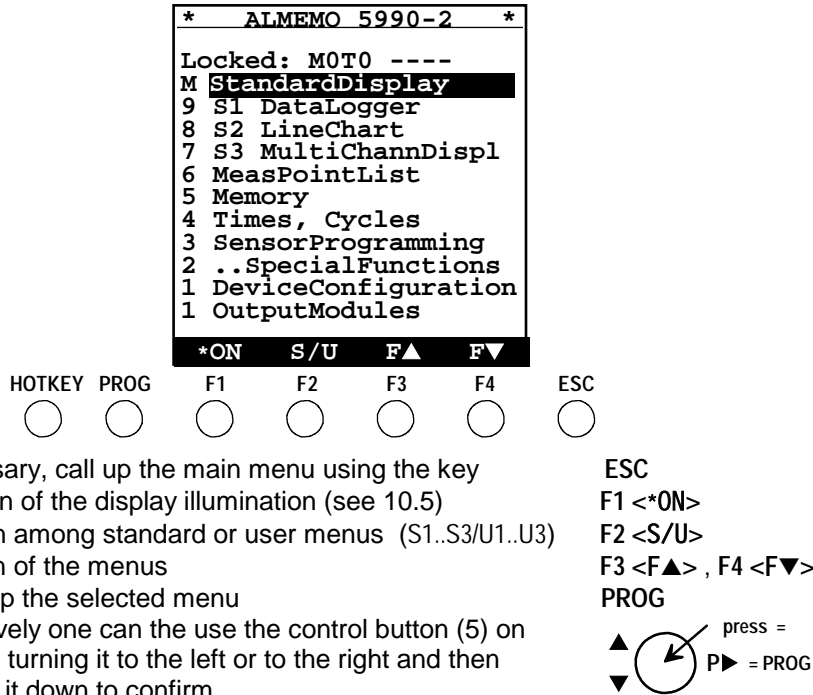 * ALMEMO 5990-2 *
Locked: M0T0 ----
M StandardDisplay
9 S1 DataLogger
8 S2 LineChart
7 S3 MultiChannDispl
6 MeasPointList
5 Memory
4 Times, Cycles
3 SensorProgramming
2 ..SpecialFunctions
1 DeviceConfiguration
1 OutputModules
*ON S/U F▲ F▼
HOTKEY PROG F1 F2 F3 F4 ESC
sary, call up the main menu using the key ESC
n of the display illumination (see 10.5) F1 <*ON>
n among standard or user menus (S1..S3/U1..U3) F2 <S/U>
n of the menus F3 <F▲> , F4 <F▼>
p the selected menu PROG
vely one can the use the control button (5) on
turning it to the left or to the right and then
it down to confirm
▲ press =
▼ P▶ = PROG